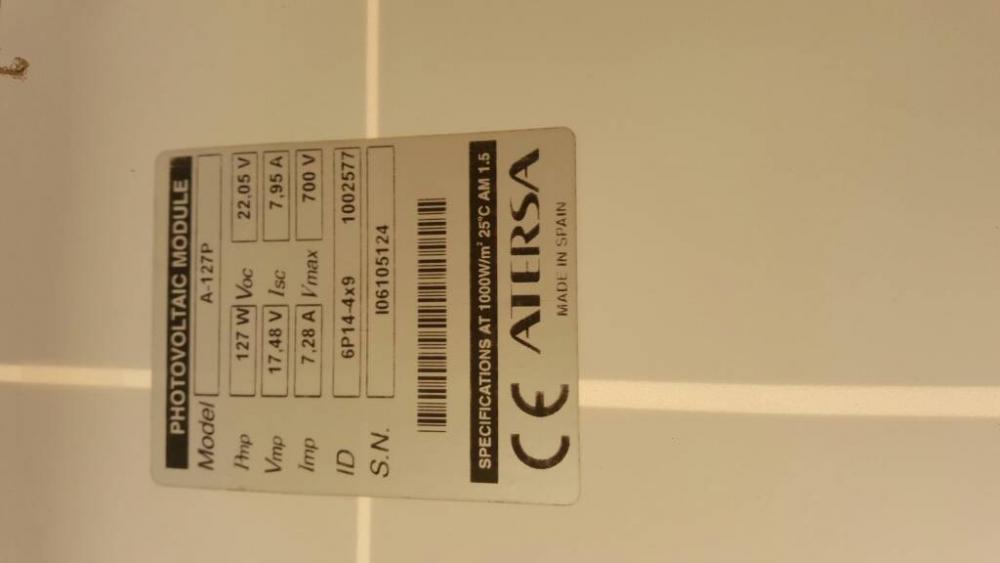 PHOTOVOLTAIC MODULE
Model A-127P
Pmp 127 W Voc 22,05 V
Vmp 17,48 V Isc 7,95 A
Imp 7,28 A Vmax 700 V
ID 6P14-4x9 1002577
S.N. I06105124
SPECIFICATIONS AT 1000W/m² 25°C AM 1.5
CE ATERSA
MADE IN SPAIN